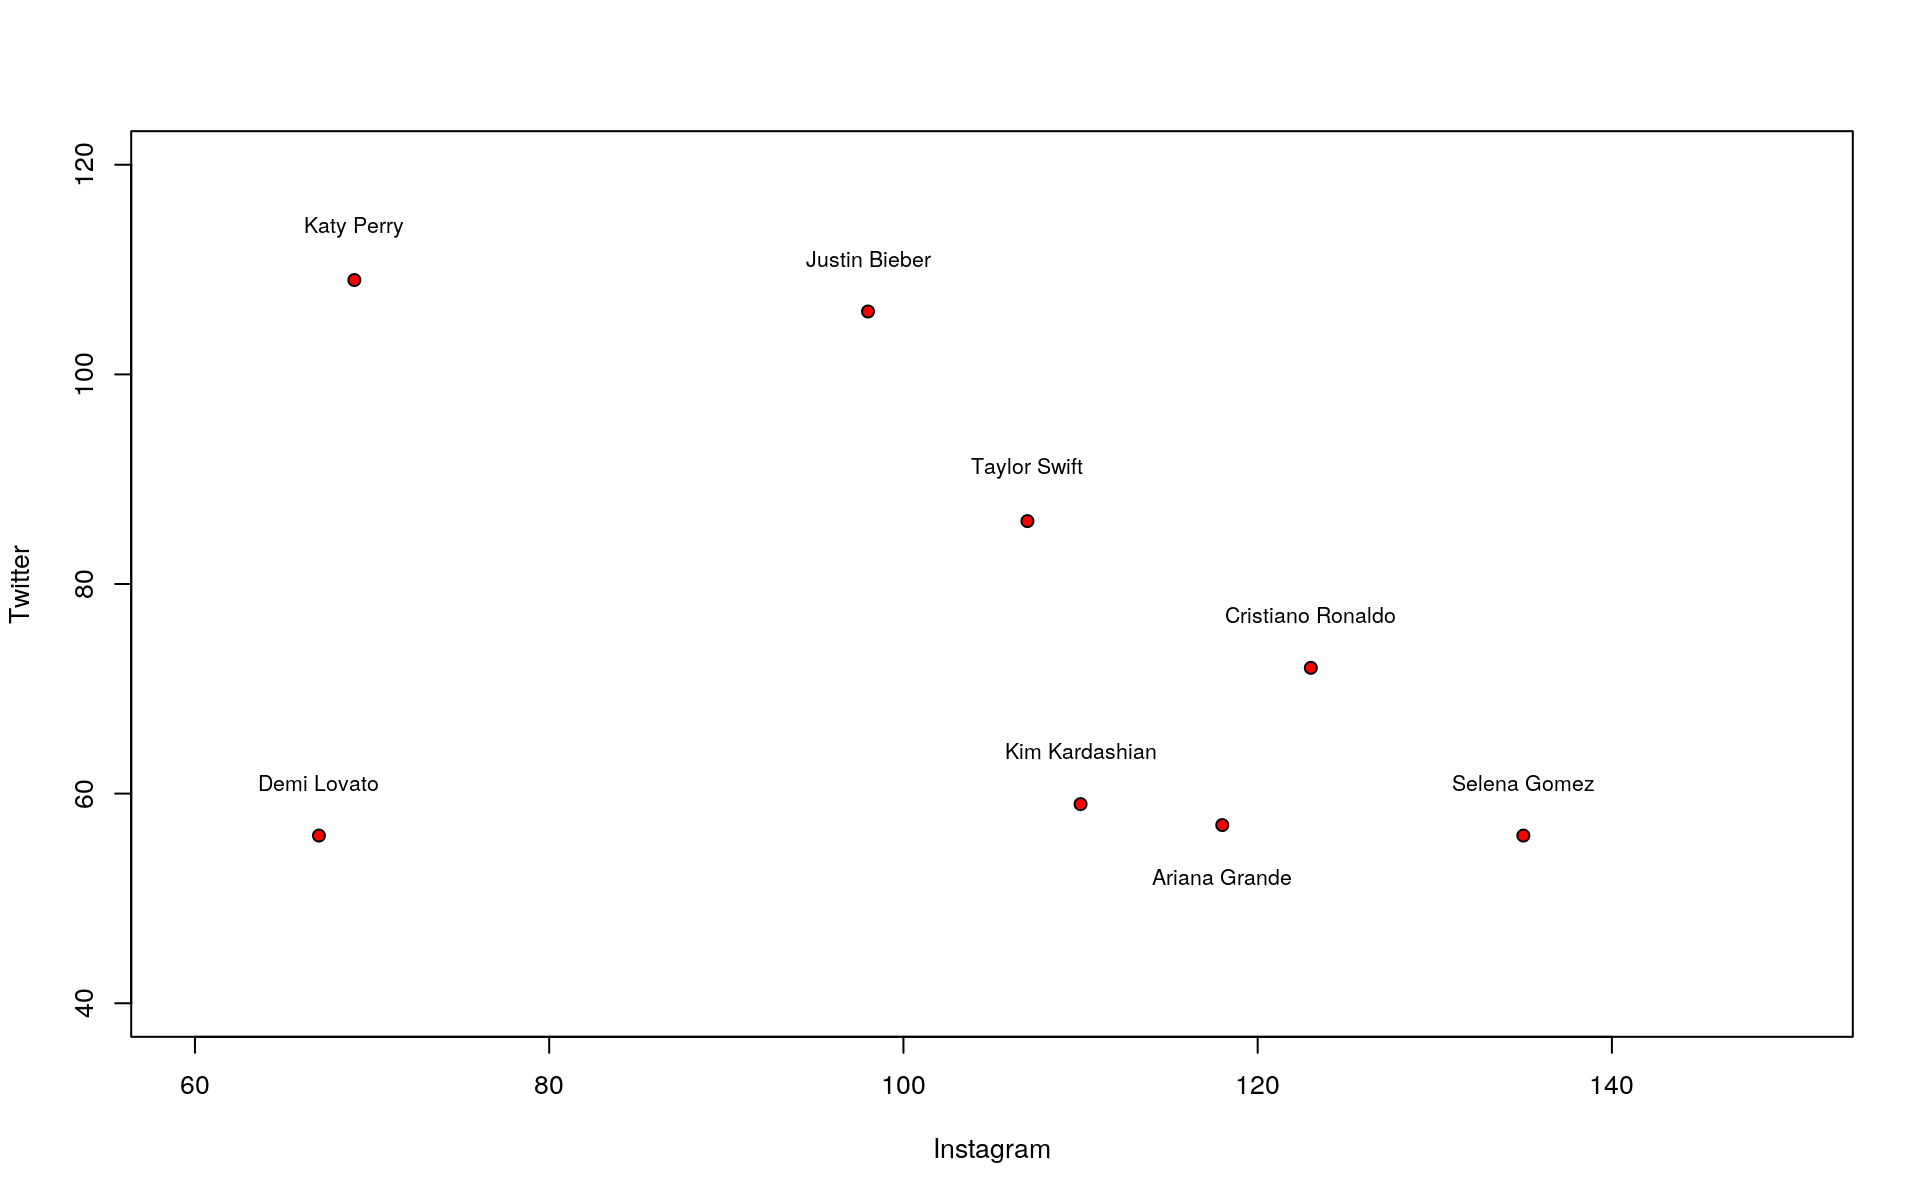 120
Katy Perry
Justin Bieber
100
Taylor Swift
80
Twitter
Cristiano Ronaldo
Kim Kardashian
Demi Lovato
Selena Gomez
60
Ariana Grande
40
60 80 100 120 140
Instagram